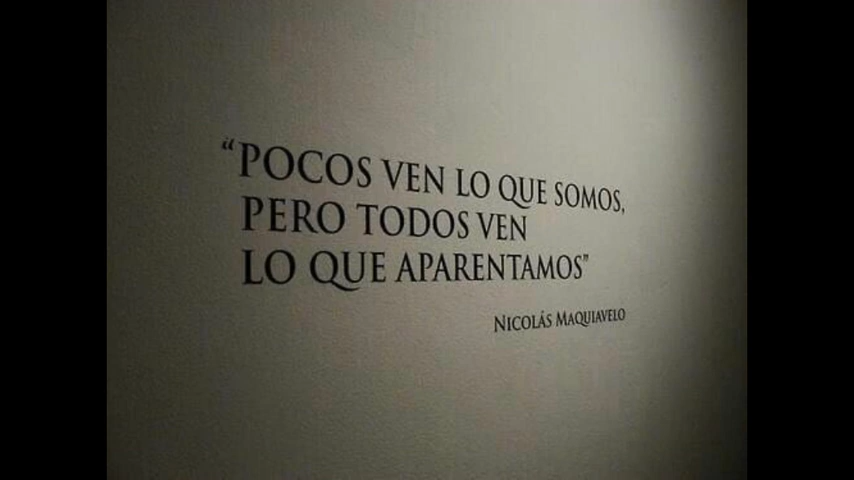 “POCOS VEN LO QUE SOMOS,
PERO TODOS VEN
LO QUE APARENTAMOS”
NICOLÁS MAQUIAVELO